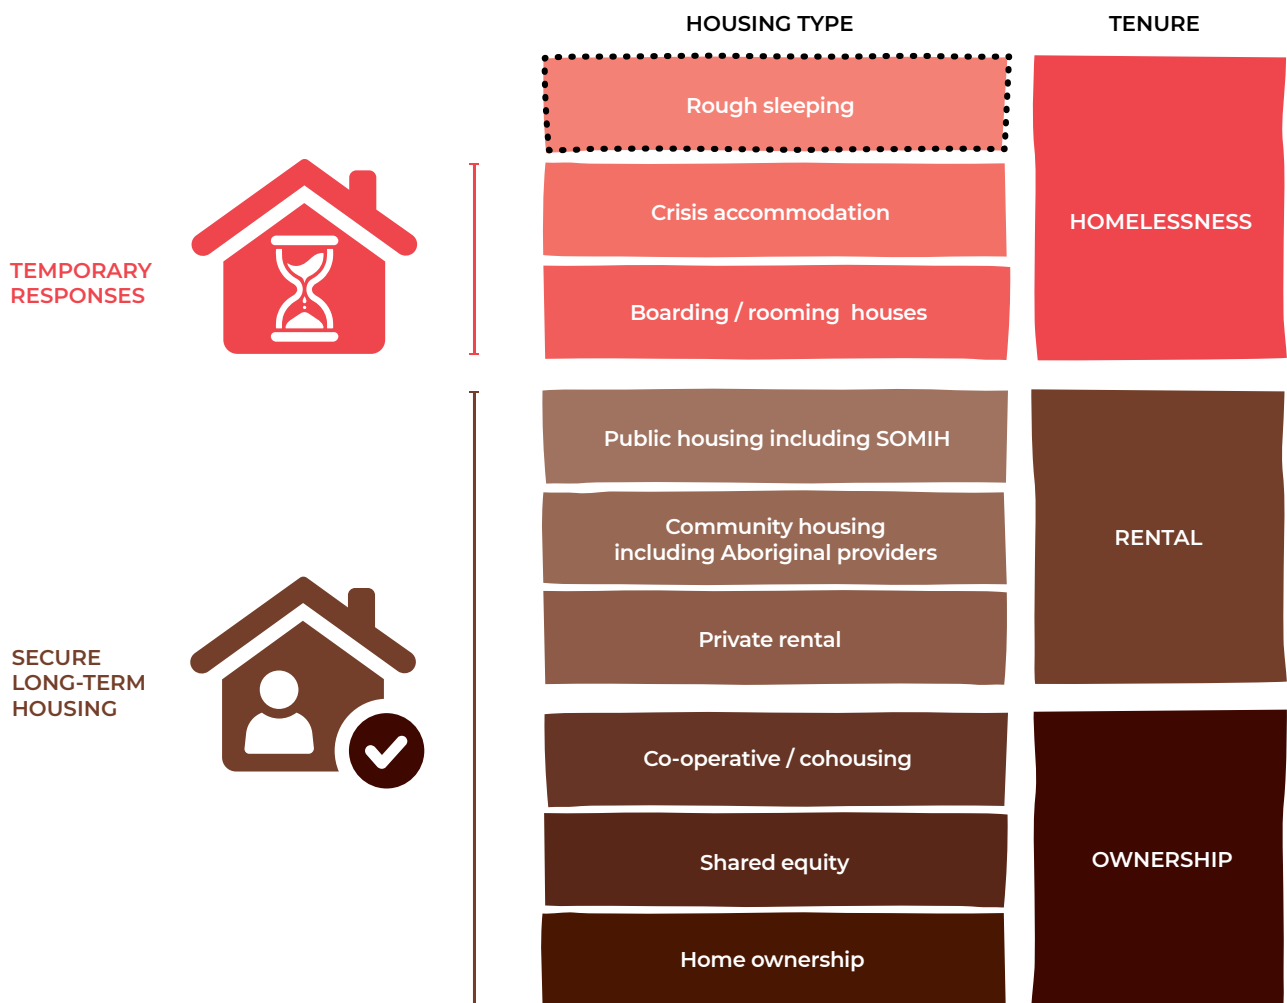 HOUSING TYPE
TENURE
Rough sleeping
Crisis accommodation
Boarding / rooming houses
HOMELESSNESS
TEMPORARY
RESPONSES
Public housing including SOMIH
Community housing
including Aboriginal providers
Private rental
RENTAL
SECURE
LONG-TERM
HOUSING
Co-operative / cohousing
Shared equity
Home ownership
OWNERSHIP